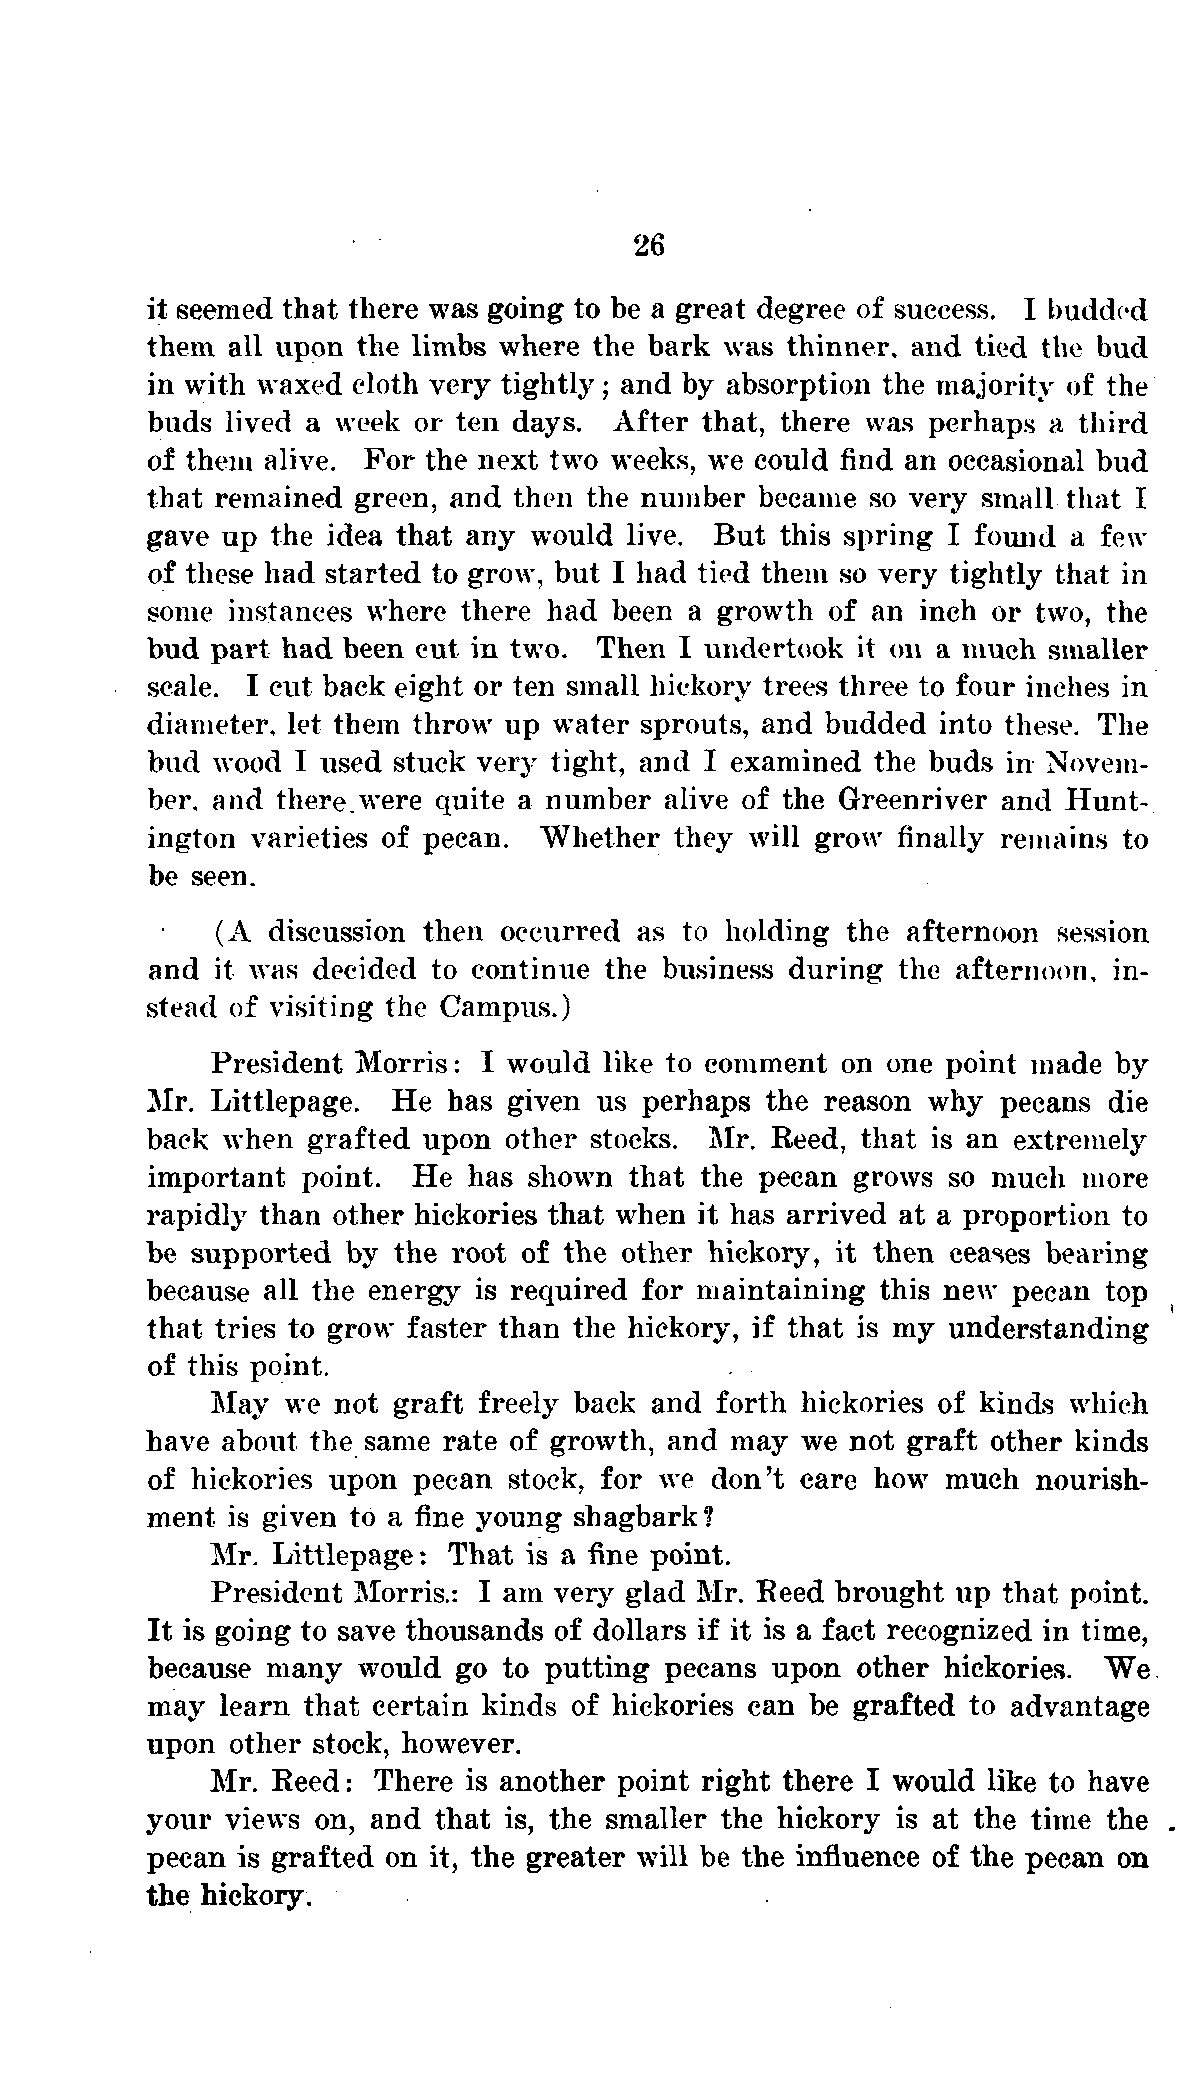 26
it seemed that there was going to be a great degree of success. I budded
them all upon the limbs where the bark was thinner, and tied the bud
in with waxed cloth very tightly; and by absorption the majority of the
buds lived a week or ten days. After that, there was perhaps a third
of them alive. For the next two weeks, we could find an occasional bud
that remained green, and then the number became so very small that I
gave up the idea that any would live. But this spring I found a few
of these had started to grow, but I had tied them so very tightly that in
some instances where there had been a growth of an inch or two, the
bud part had been cut in two. Then I undertook it on a much smaller
scale. I cut back eight or ten small hickory trees three to four inches in
diameter, let them throw up water sprouts, and budded into these. The
bud wood I used stuck very tight, and I examined the buds in Novem-
ber, and there were quite a number alive of the Greenriver and Hunt-
ington varieties of pecan. Whether they will grow finally remains to
be seen.
(A discussion then occurred as to holding the afternoon session
and it was decided to continue the business during the afternoon, in-
stead of visiting the Campus.)
President Morris: I would like to comment on one point made by
Mr. Littlepage. He has given us perhaps the reason why pecans die
back when grafted upon other stocks. Mr. Reed, that is an extremely
important point. He has shown that the pecan grows so much more
rapidly than other hickories that when it has arrived at a proportion to
be supported by the root of the other hickory, it then ceases bearing
because all the energy is required for maintaining this new pecan top
that tries to grow faster than the hickory, if that is my understanding
of this point.
May we not graft freely back and forth hickories of kinds which
have about the same rate of growth, and may we not graft other kinds
of hickories upon pecan stock, for we don't care how much nourish-
ment is given to a fine young shagbark?
Mr. Littlepage: That is a fine point.
President Morris.: I am very glad Mr. Reed brought up that point.
It is going to save thousands of dollars if it is a fact recognized in time,
because many would go to putting pecans upon other hickories. We
may learn that certain kinds of hickories can be grafted to advantage
upon other stock, however.
Mr. Reed: There is another point right there I would like to have
your views on, and that is, the smaller the hickory is at the time the
pecan is grafted on it, the greater will be the influence of the pecan on
the hickory.